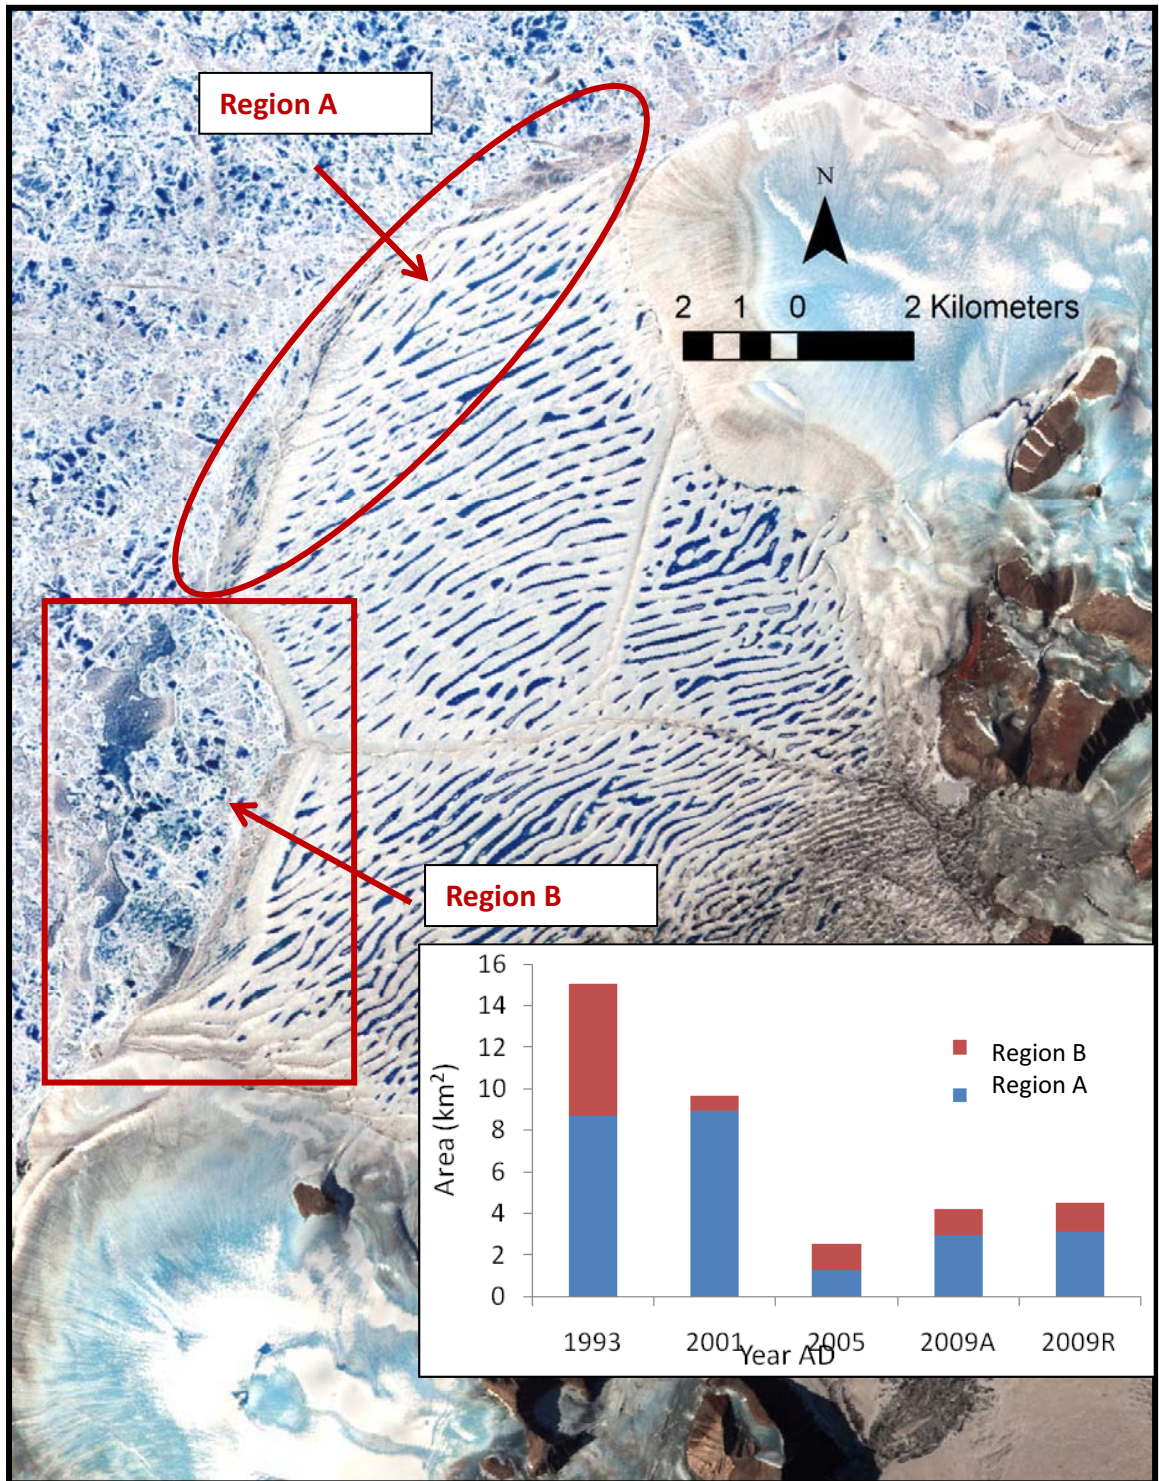 Region A
N
2 1 0 2 Kilometers
Region B
16
14
12
10
8
6
4
2
0
Area (km²)
Region B
Region A
1993 2001 2005 2009A 2009R
Year AD